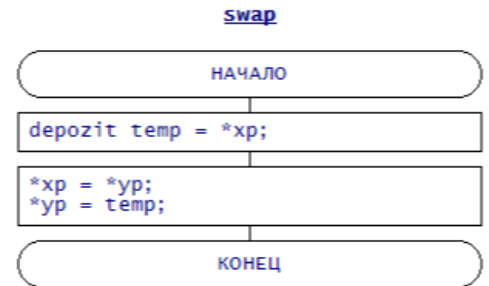 swap
НАЧАЛО
depozit temp = *xp;
*xp = *yp;
*yp = temp;
КОНЕЦ